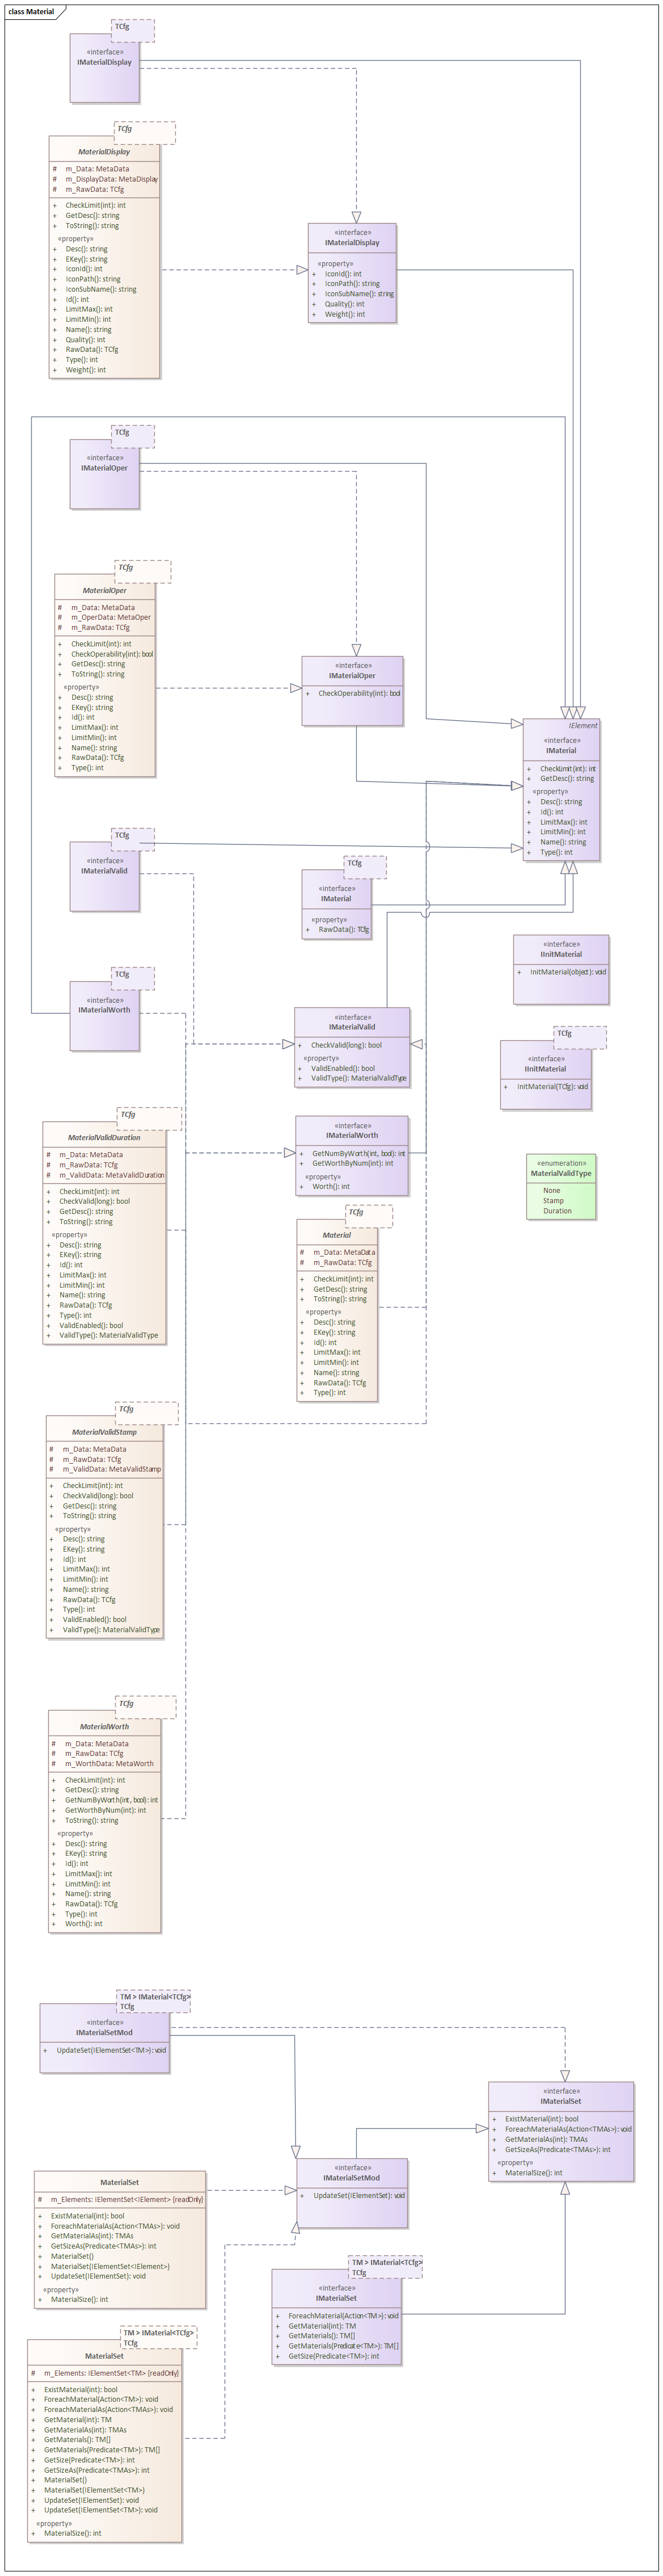 class Material
TCfg
«interface»
IMaterialDisplay
TCfg
MaterialDisplay
# m_Data: MetaData
# m_DisplayData: MetaDisplay
# m_RawData: TCfg
+ CheckLimit(int): int
+ GetDesc(): string
+ ToString(): string
«property»
+ Desc(): string
+ EKey(): string
+ IconId(): int
+ IconPath(): string
+ IconSubName(): string
+ Id(): int
+ LimitMax(): int
+ LimitMin(): int
+ Name(): string
+ Quality(): int
+ RawData(): TCfg
+ Type(): int
+ Weight(): int
«interface»
IMaterialDisplay
«property»
+ IconId(): int
+ IconPath(): string
+ IconSubName(): string
+ Quality(): int
+ Weight(): int
TCfg
«interface»
IMaterialOper
TCfg
MaterialOper
# m_Data: MetaData
# m_OperData: MetaOper
# m_RawData: TCfg
+ CheckLimit(int): int
+ CheckOperability(int): bool
+ GetDesc(): string
+ ToString(): string
«property»
+ Desc(): string
+ EKey(): string
+ Id(): int
+ LimitMax(): int
+ LimitMin(): int
+ Name(): string
+ RawData(): TCfg
+ Type(): int
«interface»
IMaterialOper
+ CheckOperability(int): bool
IElement
«interface»
IMaterial
+ CheckLimit(int): int
+ GetDesc(): string
«property»
+ Desc(): string
+ Id(): int
+ LimitMax(): int
+ LimitMin(): int
+ Name(): string
+ Type(): int
TCfg
«interface»
IMaterialValid
TCfg
«interface»
IMaterial
«property»
+ RawData(): TCfg
«interface»
IInitMaterial
+ InitMaterial(object): void
TCfg
«interface»
IMaterialWorth
«interface»
IMaterialValid
+ CheckValid(long): bool
«property»
+ ValidEnabled(): bool
+ ValidType(): MaterialValidType
TCfg
«interface»
IInitMaterial
+ InitMaterial(TCfg): void
TCfg
MaterialValidDuration
# m_Data: MetaData
# m_RawData: TCfg
# m_ValidData: MetaValidDuration
+ CheckLimit(int): int
+ CheckValid(long): bool
+ GetDesc(): string
+ ToString(): string
«property»
+ Desc(): string
+ EKey(): string
+ Id(): int
+ LimitMax(): int
+ LimitMin(): int
+ Name(): string
+ RawData(): TCfg
+ Type(): int
+ ValidEnabled(): bool
+ ValidType(): MaterialValidType
«interface»
IMaterialWorth
+ GetNumByWorth(int, bool): int
+ GetWorthByNum(int): int
«property»
+ Worth(): int
«enumeration»
MaterialValidType
None
Stamp
Duration
TCfg
Material
# m_Data: MetaData
# m_RawData: TCfg
+ CheckLimit(int): int
+ GetDesc(): string
+ ToString(): string
«property»
+ Desc(): string
+ EKey(): string
+ Id(): int
+ LimitMax(): int
+ LimitMin(): int
+ Name(): string
+ RawData(): TCfg
+ Type(): int
TCfg
MaterialValidStamp
# m_Data: MetaData
# m_RawData: TCfg
# m_ValidData: MetaValidStamp
+ CheckLimit(int): int
+ CheckValid(long): bool
+ GetDesc(): string
+ ToString(): string
«property»
+ Desc(): string
+ EKey(): string
+ Id(): int
+ LimitMax(): int
+ LimitMin(): int
+ Name(): string
+ RawData(): TCfg
+ Type(): int
+ ValidEnabled(): bool
+ ValidType(): MaterialValidType
TCfg
MaterialWorth
# m_Data: MetaData
# m_RawData: TCfg
# m_WorthData: MetaWorth
+ CheckLimit(int): int
+ GetDesc(): string
+ GetNumByWorth(int, bool): int
+ GetWorthByNum(int): int
+ ToString(): string
«property»
+ Desc(): string
+ EKey(): string
+ Id(): int
+ LimitMax(): int
+ LimitMin(): int
+ Name(): string
+ RawData(): TCfg
+ Type(): int
+ Worth(): int
TM > IMaterial<TCfg>
TCfg
«interface»
IMaterialSetMod
+ UpdateSet(IElementSet<TM>): void
«interface»
IMaterialSet
+ ExistMaterial(int): bool
+ ForeachMaterialAs(Action<TMAs>): void
+ GetMaterialAs(int): TMAs
+ GetSizeAs(Predicate<TMAs>): int
«property»
+ MaterialSize(): int
«interface»
IMaterialSetMod
+ UpdateSet(IElementSet): void
MaterialSet
# m_Elements: IElementSet<IElement> {readOnly}
+ ExistMaterial(int): bool
+ ForeachMaterialAs(Action<TMAs>): void
+ GetMaterialAs(int): TMAs
+ GetSizeAs(Predicate<TMAs>): int
+ MaterialSet()
+ MaterialSet(IElementSet<IElement>)
+ UpdateSet(IElementSet): void
«property»
+ MaterialSize(): int
TM > IMaterial<TCfg>
TCfg
«interface»
IMaterialSet
+ ForeachMaterial(Action<TM>): void
+ GetMaterial(int): TM
+ GetMaterials(): TM[]
+ GetMaterials(Predicate<TM>): TM[]
+ GetSize(Predicate<TM>): int
TM > IMaterial<TCfg>
TCfg
MaterialSet
# m_Elements: IElementSet<TM> {readOnly}
+ ExistMaterial(int): bool
+ ForeachMaterial(Action<TM>): void
+ ForeachMaterialAs(Action<TMAs>): void
+ GetMaterial(int): TM
+ GetMaterialAs(int): TMAs
+ GetMaterials(): TM[]
+ GetMaterials(Predicate<TM>): TM[]
+ GetSize(Predicate<TM>): int
+ GetSizeAs(Predicate<TMAs>): int
+ MaterialSet()
+ MaterialSet(IElementSet<TM>)
+ UpdateSet(IElementSet): void
+ UpdateSet(IElementSet<TM>): void
«property»
+ MaterialSize(): int